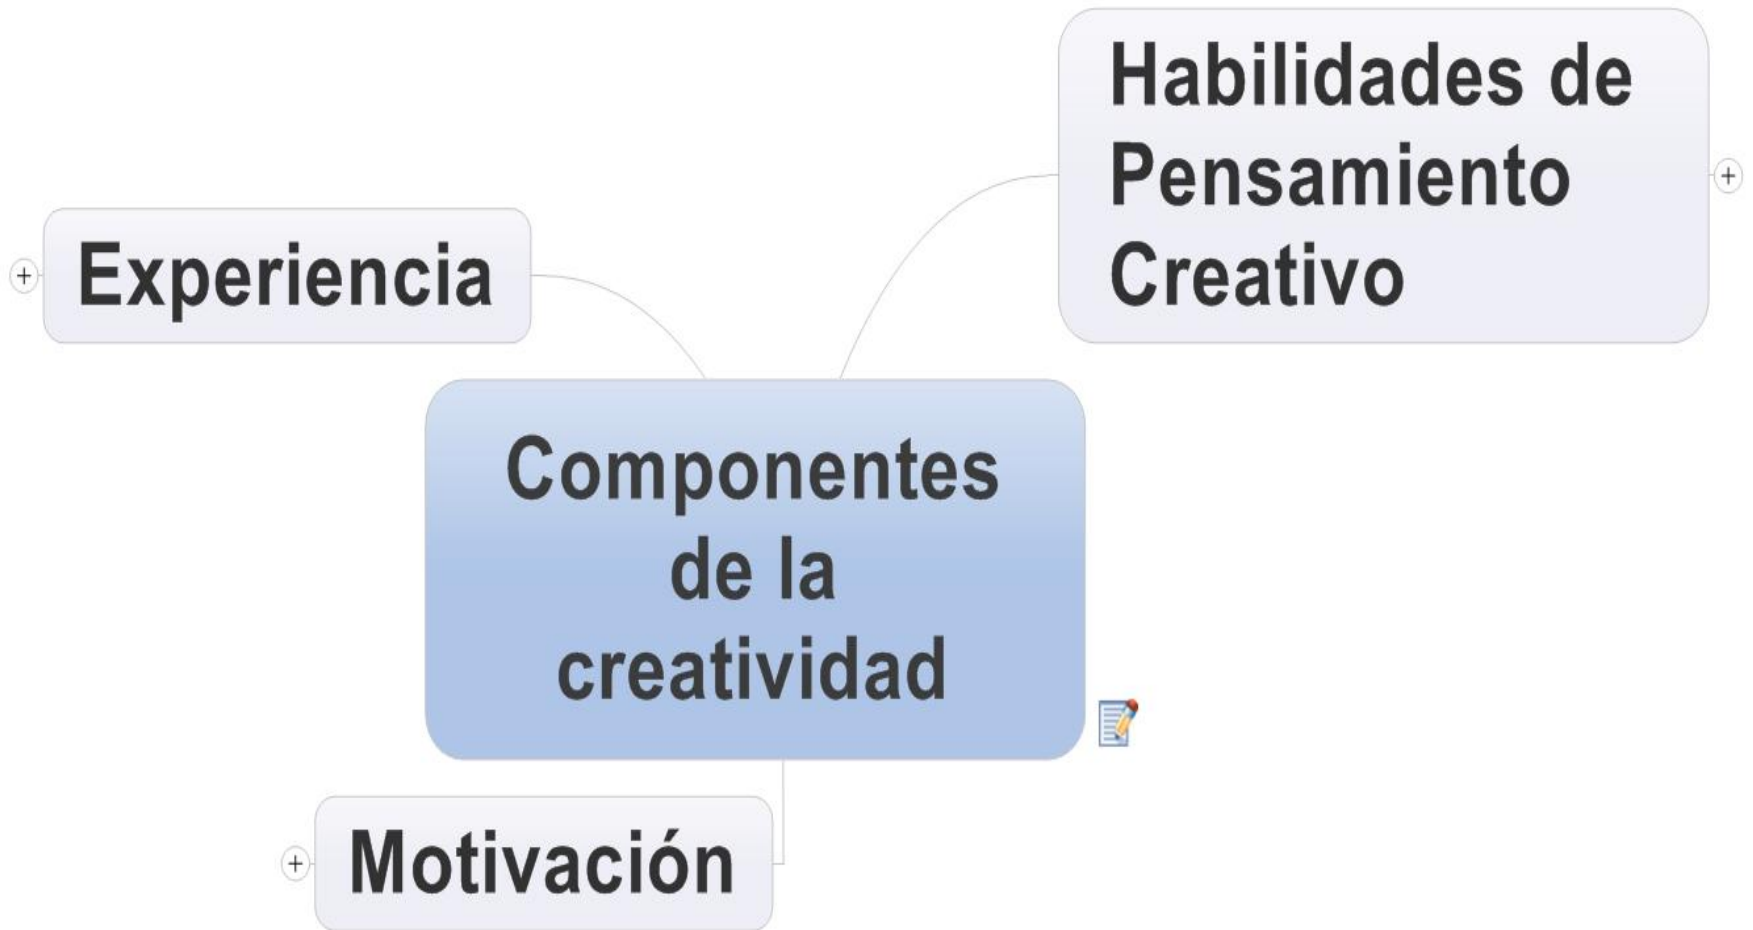 Habilidades de
Pensamiento
Creativo
+
+
Experiencia
Componentes
de la
creatividad
+
Motivación